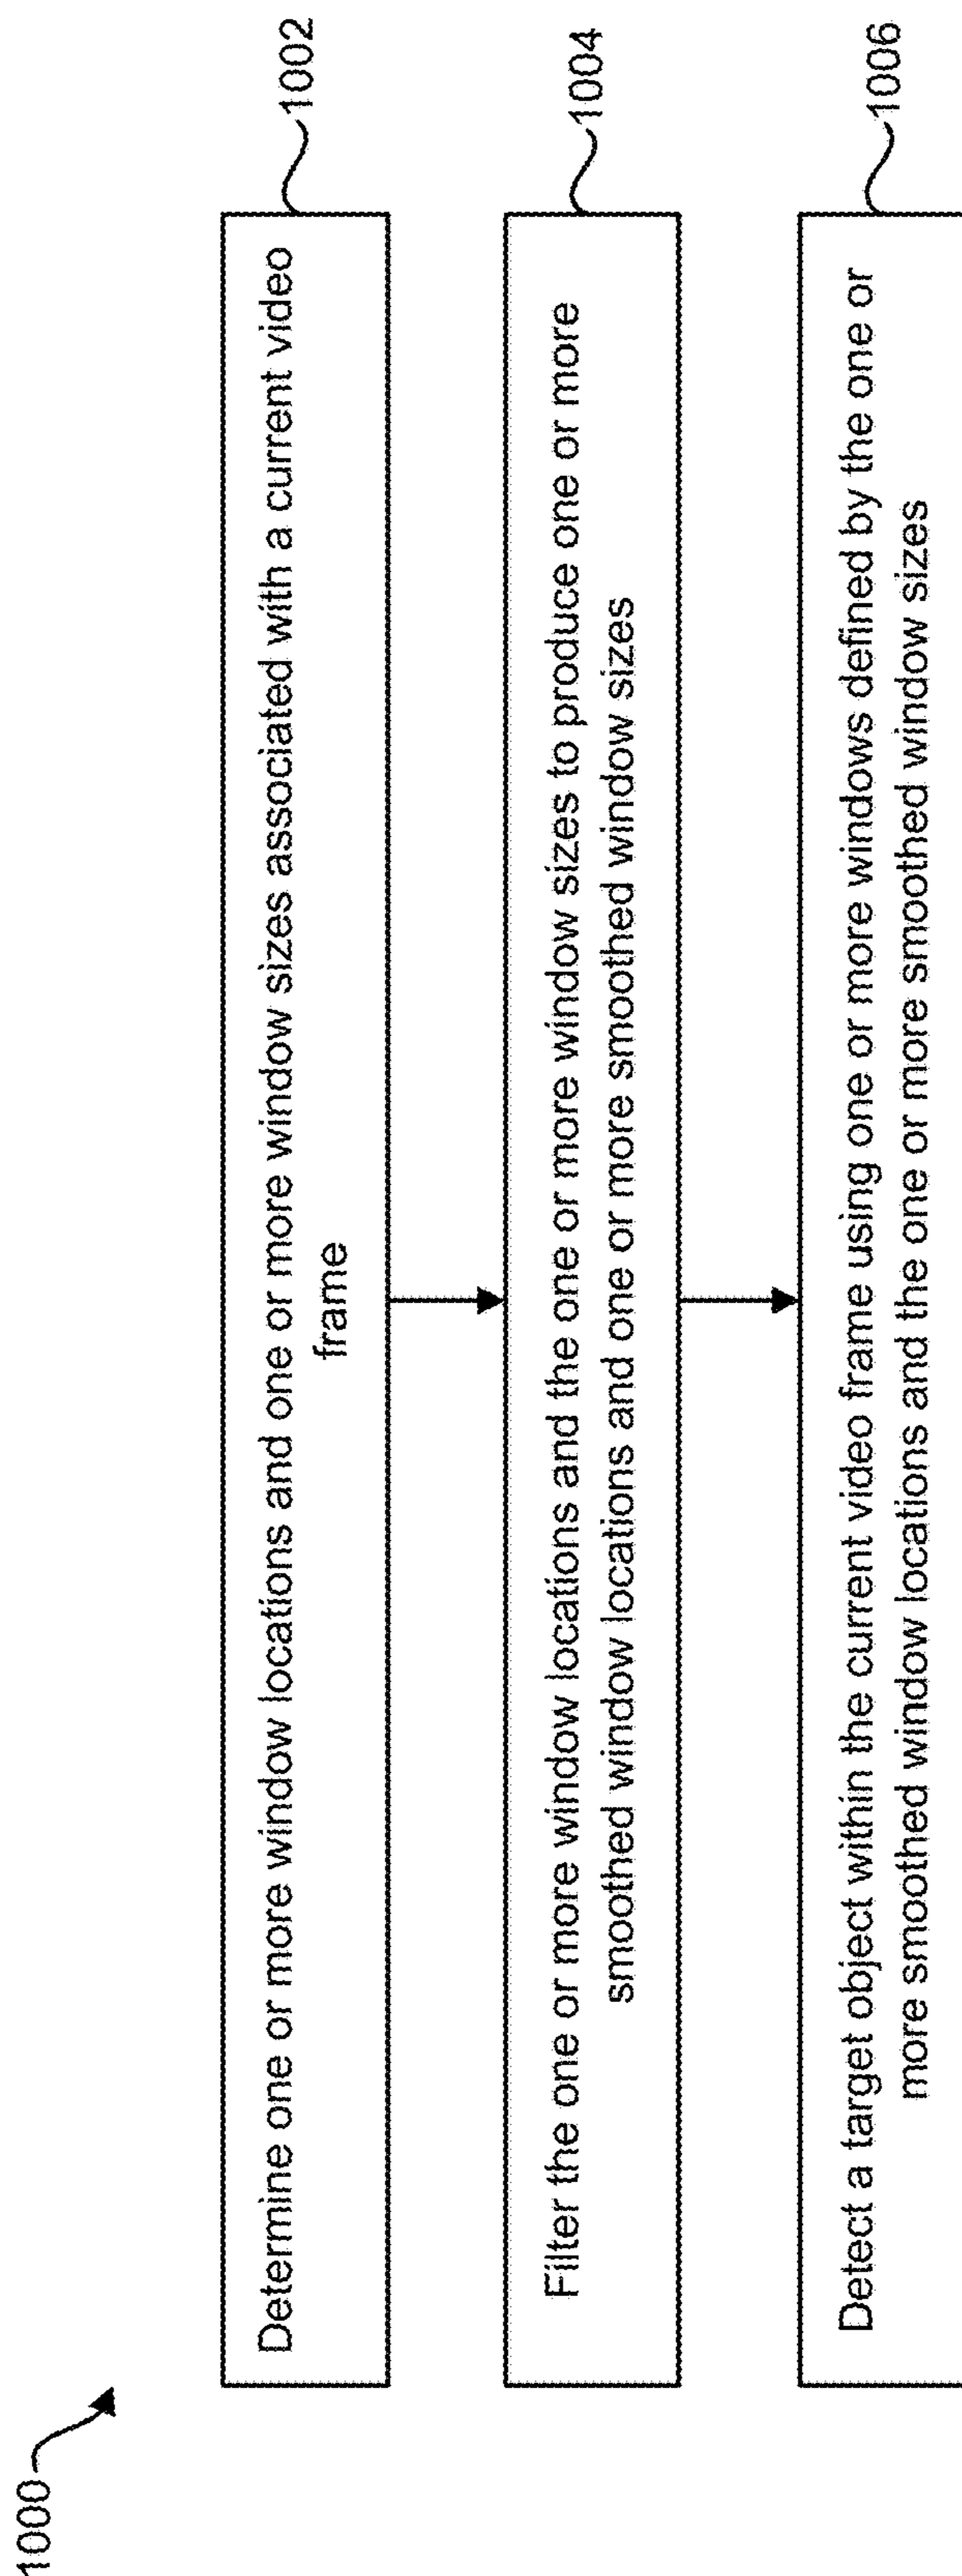 1000
Determine one or more window locations and one or more window sizes associated with a current video
frame
1002
Filter the one or more window locations and the one or more window sizes to produce one or more
smoothed window locations and one or more smoothed window sizes
1004
Detect a target object within the current video frame using one or more windows defined by the one or
more smoothed window locations and the one or more smoothed window sizes
1006